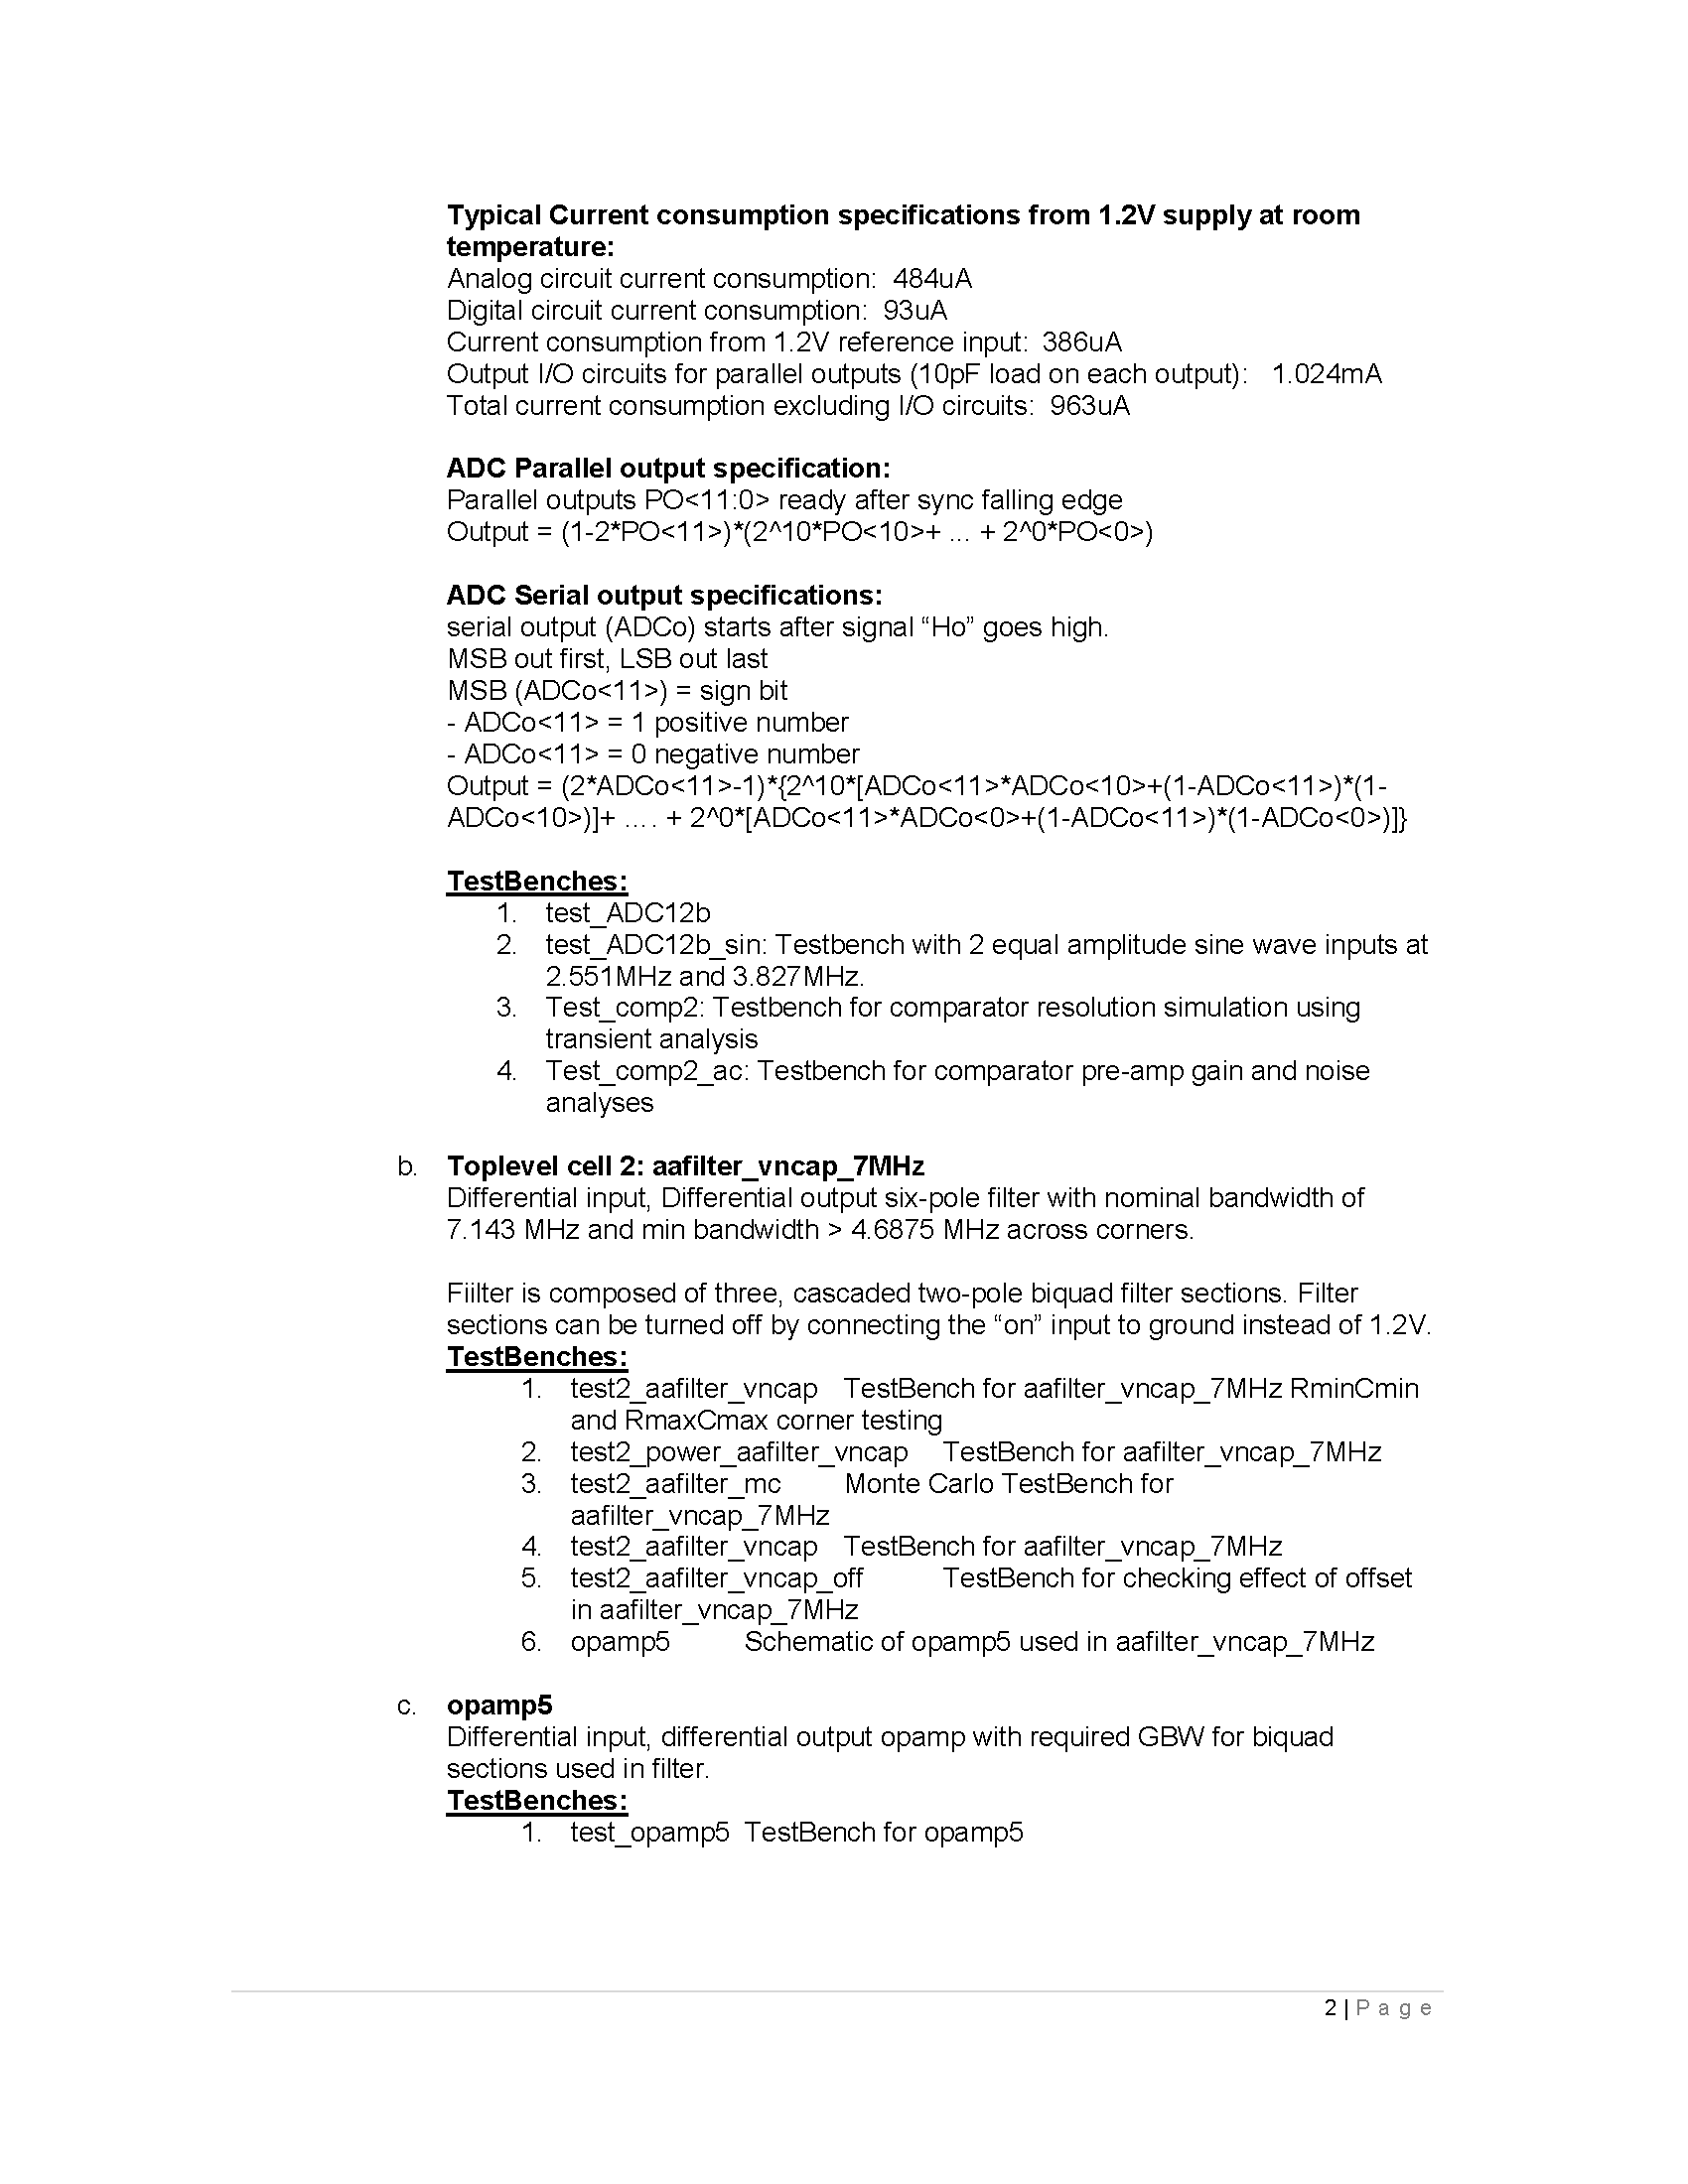 Typical Current consumption specifications from 1.2V supply at room
temperature:
Analog circuit current consumption:  484uA
Digital circuit current consumption:  93uA
Current consumption from 1.2V reference input:  386uA
Output I/O circuits for parallel outputs (10pF load on each output):   1.024mA
Total current consumption excluding I/O circuits:  963uA
ADC Parallel output specification:
Parallel outputs PO<11:0> ready after sync falling edge
Output = (1-2*PO<11>)*(2^10*PO<10>+ ... + 2^0*PO<0>)
ADC Serial output specifications:
serial output (ADCo) starts after signal “Ho” goes high.
MSB out first, LSB out last
MSB (ADCo<11>) = sign bit
- ADCo<11> = 1 positive number
- ADCo<11> = 0 negative number
Output = (2*ADCo<11>-1)*{2^10*[ADCo<11>*ADCo<10>+(1-ADCo<11>)*(1-
ADCo<10>)]+ .... + 2^0*[ADCo<11>*ADCo<0>+(1-ADCo<11>)*(1-ADCo<0>)]}
TestBenches:
1. test_ADC12b
2. test_ADC12b_sin: Testbench with 2 equal amplitude sine wave inputs at
2.551MHz and 3.827MHz.
3. Test_comp2: Testbench for comparator resolution simulation using
transient analysis
4. Test_comp2_ac: Testbench for comparator pre-amp gain and noise
analyses
b. Toplevel cell 2: aafilter_vncap_7MHz
Differential input, Differential output six-pole filter with nominal bandwidth of
7.143 MHz and min bandwidth > 4.6875 MHz across corners.
Fiilter is composed of three, cascaded two-pole biquad filter sections. Filter
sections can be turned off by connecting the “on” input to ground instead of 1.2V.
TestBenches:
1. test2_aafilter_vncap TestBench for aafilter_vncap_7MHz RminCmin
and RmaxCmax corner testing
2. test2_power_aafilter_vncap TestBench for aafilter_vncap_7MHz
3. test2_aafilter_mc Monte Carlo TestBench for
aafilter_vncap_7MHz
4. test2_aafilter_vncap TestBench for aafilter_vncap_7MHz
5. test2_aafilter_vncap_off TestBench for checking effect of offset
in aafilter_vncap_7MHz
6. opamp5 Schematic of opamp5 used in aafilter_vncap_7MHz
c. opamp5
Differential input, differential output opamp with required GBW for biquad
sections used in filter.
TestBenches:
1. test_opamp5 TestBench for opamp5
2 | P a g e